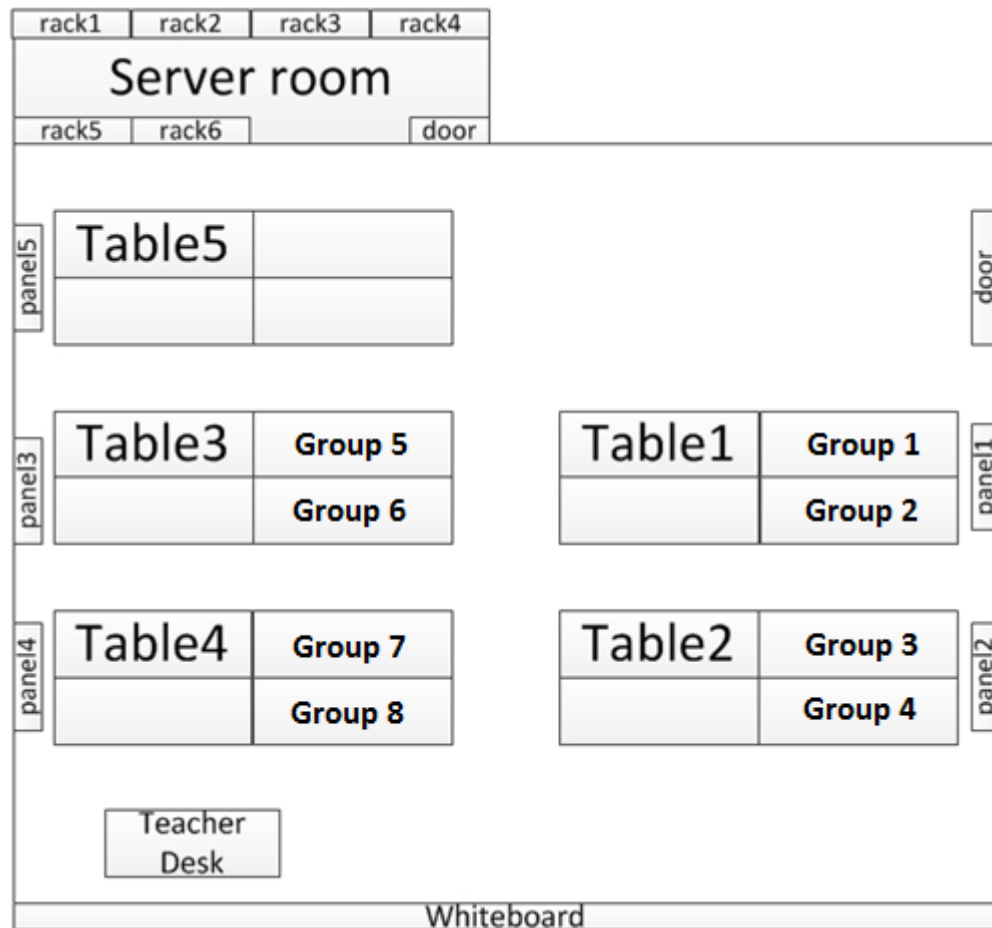 rack1 rack2 rack3 rack4
Server room
rack5 rack6 door
panel5
Table5
door
panel3
Table3 Group 5
Group 6
Table1 Group 1
Group 2
panel1
panel4
Table4 Group 7
Group 8
Table2 Group 3
Group 4
panel2
Teacher
Desk
Whiteboard